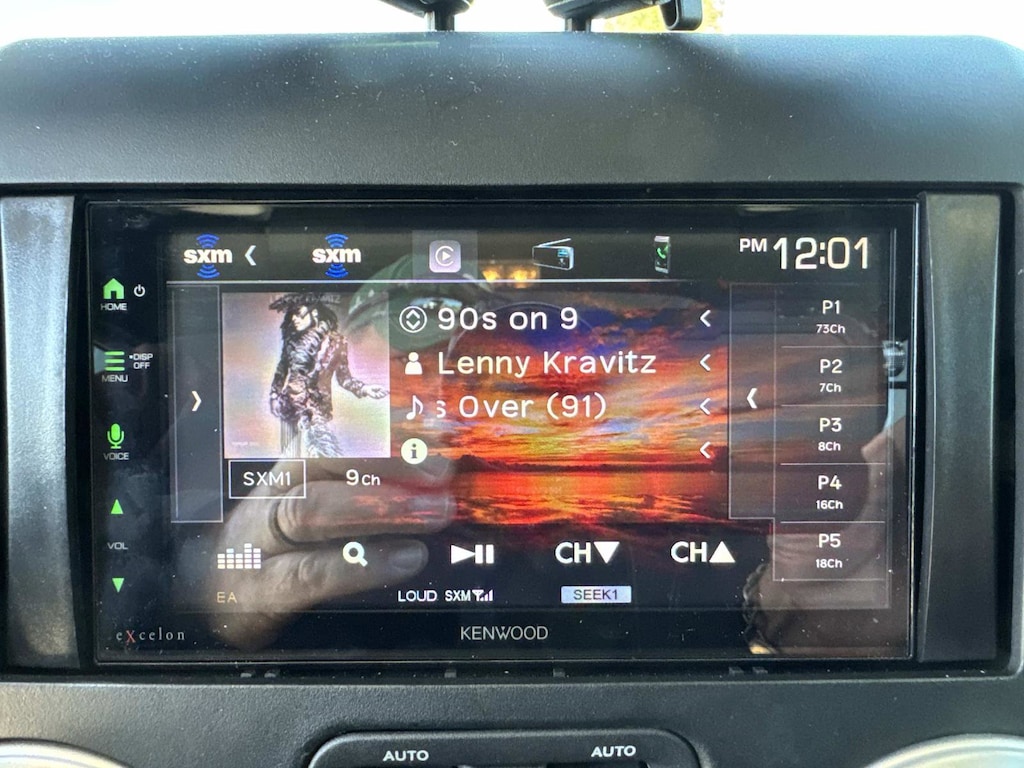 sxm
sxm
PM 12:01
HOME
DISP OFF
MENU
VOICE
VOL
90s on 9
Lenny Kravitz
s Over (91)
i
SXM1
9Ch
P1
73Ch
P2
7Ch
P3
8Ch
P4
16Ch
P5
18Ch
CH▼
CH▲
EA
LOUD SXM
SEEK1
eXcelon
KENWOOD
AUTO
AUTO